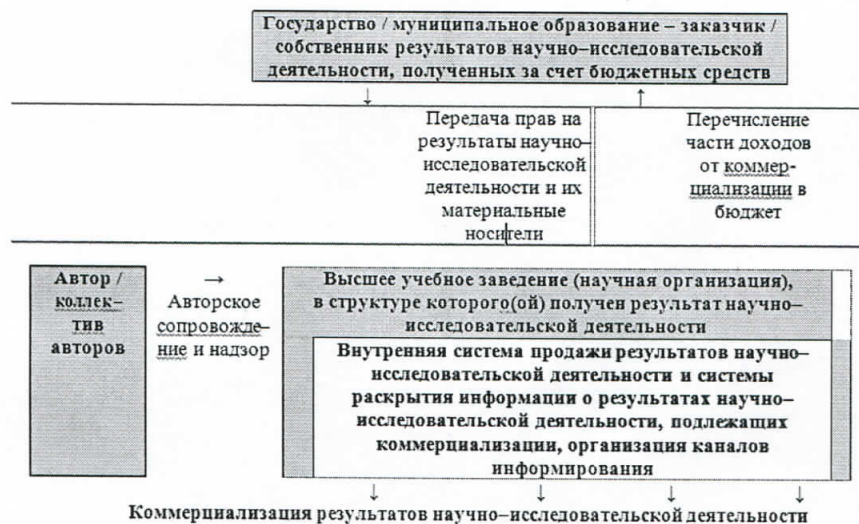 Государство / муниципальное образование – заказчик /
собственник результатов научно–исследовательской
деятельности, полученных за счет бюджетных средств
↓
↑
Передача прав на
результаты научно–
исследовательской
деятельности и их
материальные
носители
Перечисление
части доходов
от коммер-
циализации в
бюджет
Автор /
коллек-
тив
авторов
→
Авторское
сопровожде-
ние и надзор
Высшее учебное заведение (научная организация),
в структуре которого(ой) получен результат научно–
исследовательской деятельности
Внутренняя система продажи результатов научно–
исследовательской деятельности и системы
раскрытия информации о результатах научно–
исследовательской деятельности, подлежащих
коммерциализации, организация каналов
информирования
↓ ↓ ↓ ↓
Коммерциализация результатов научно–исследовательской деятельности